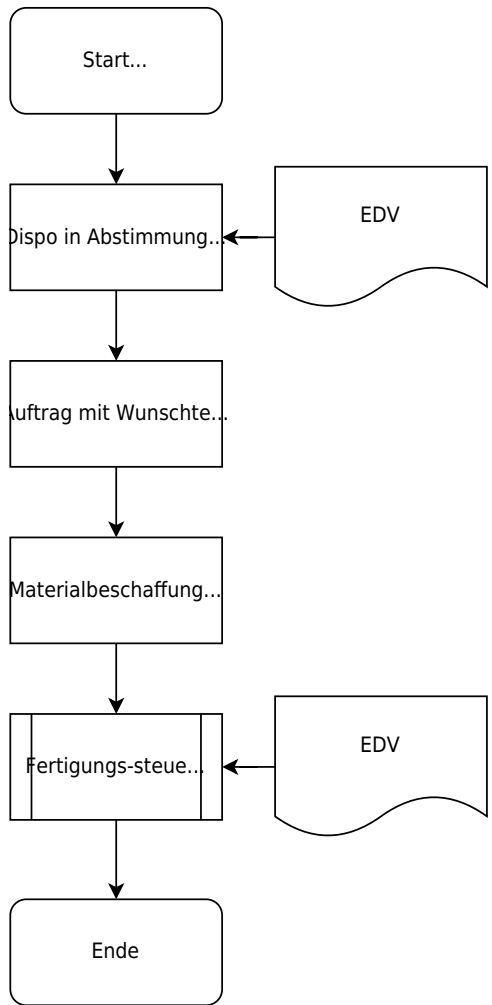 Start...
Dispo in Abstimmung...
EDV
Auftrag mit Wunschte...
Materialbeschaffung...
Fertigungs-steue...
EDV
Ende